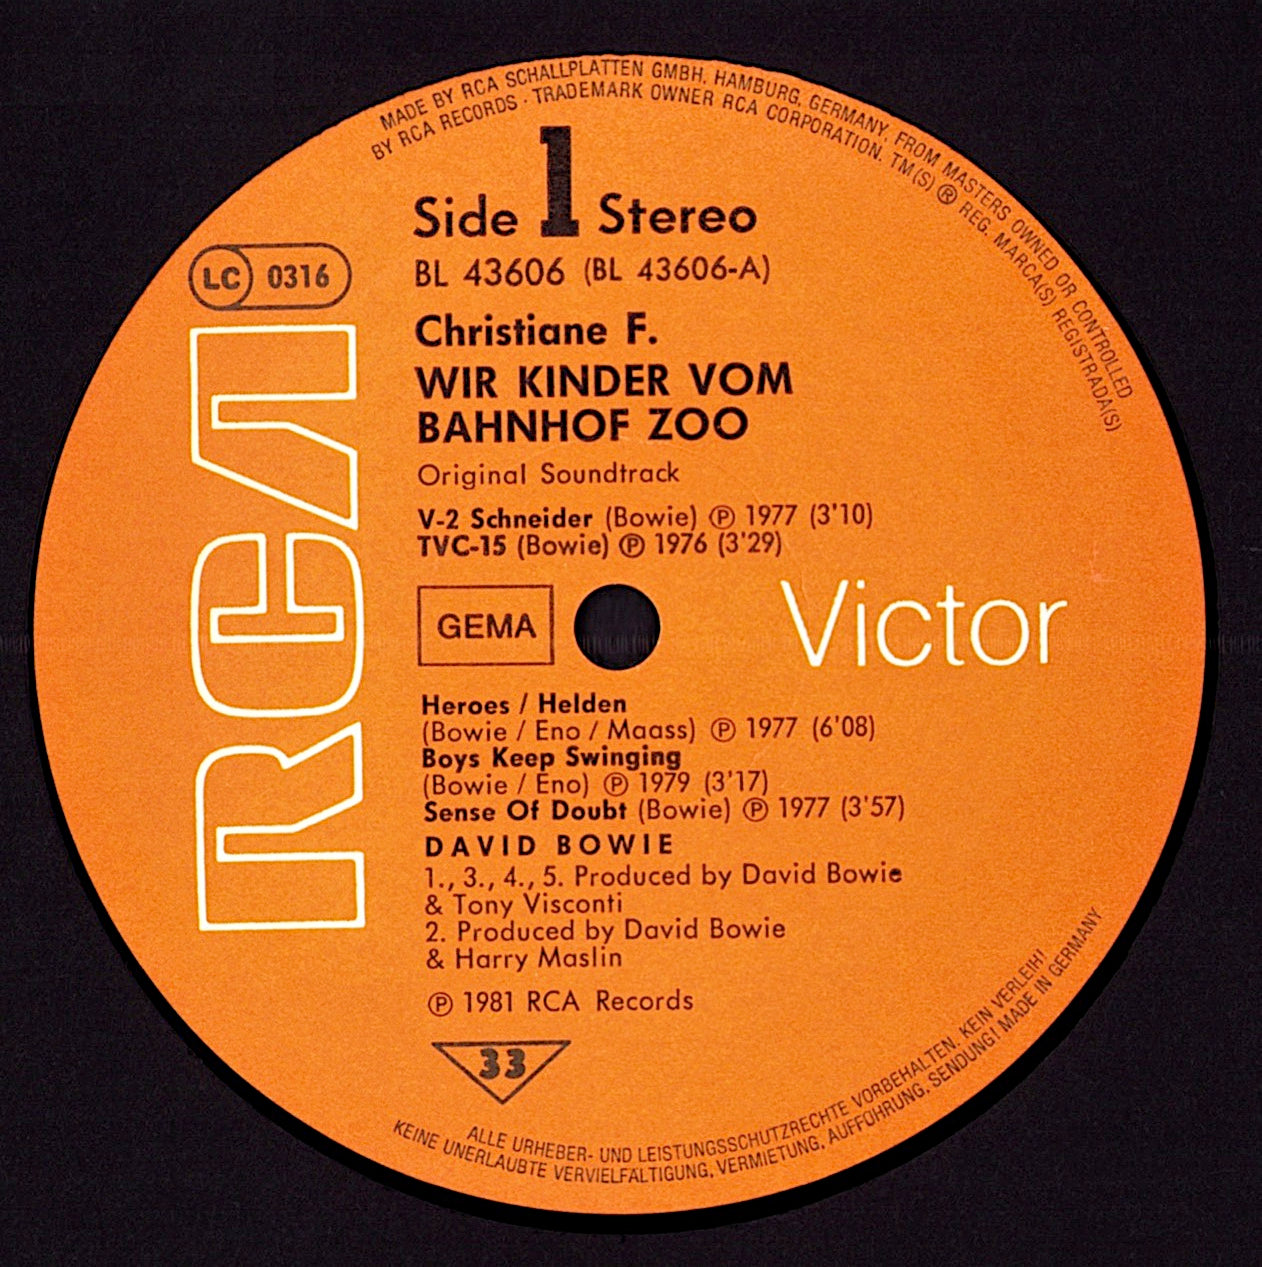 MADE BY RCA SCHALLPLATTEN GMBH, HAMBURG, GERMANY, FROM MASTERS OWNED OR CONTROLLED
BY RCA RECORDS · TRADEMARK OWNER RCA CORPORATION. TM(S) ® REG. MARCA(S) REGISTRADA(S)
Side 1 Stereo
BL 43606 (BL 43606-A)
LC 0316
Christiane F.
WIR KINDER VOM
BAHNHOF ZOO
Original Soundtrack
V-2 Schneider (Bowie) ℗ 1977 (3'10)
TVC-15 (Bowie) ℗ 1976 (3'29)
RCA
GEMA
Victor
Heroes / Helden
(Bowie / Eno / Maass) ℗ 1977 (6'08)
Boys Keep Swinging
(Bowie / Eno) ℗ 1979 (3'17)
Sense Of Doubt (Bowie) ℗ 1977 (3'57)
DAVID BOWIE
1., 3., 4., 5. Produced by David Bowie
& Tony Visconti
2. Produced by David Bowie
& Harry Maslin
℗ 1981 RCA Records
33
ALLE URHEBER- UND LEISTUNGSSCHUTZRECHTE VORBEHALTEN. KEIN VERLEIH!
KEINE UNERLAUBTE VERVIELFÄLTIGUNG, VERMIETUNG, AUFFÜHRUNG, SENDUNG! MADE IN GERMANY